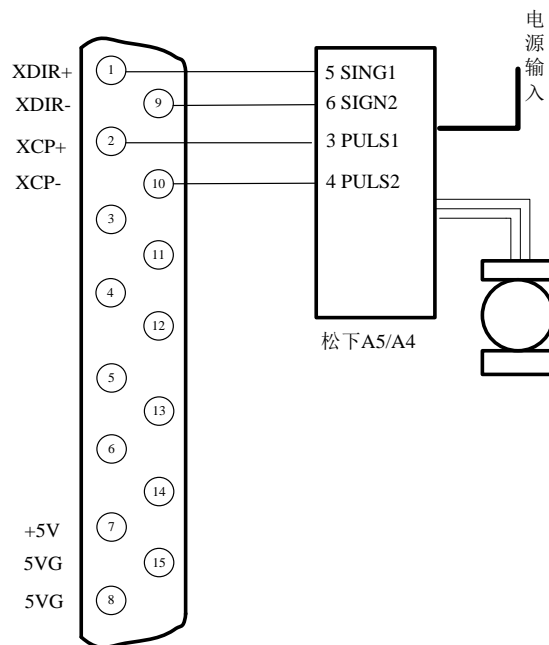 电源输入
XDIR+ 1 5 SING1
XDIR- 9 6 SIGN2
XCP+ 2 3 PULS1
XCP- 10 4 PULS2
3
11
4
12
松下A5/A4
5
13
6
14
+5V 7
5VG 15
5VG 8